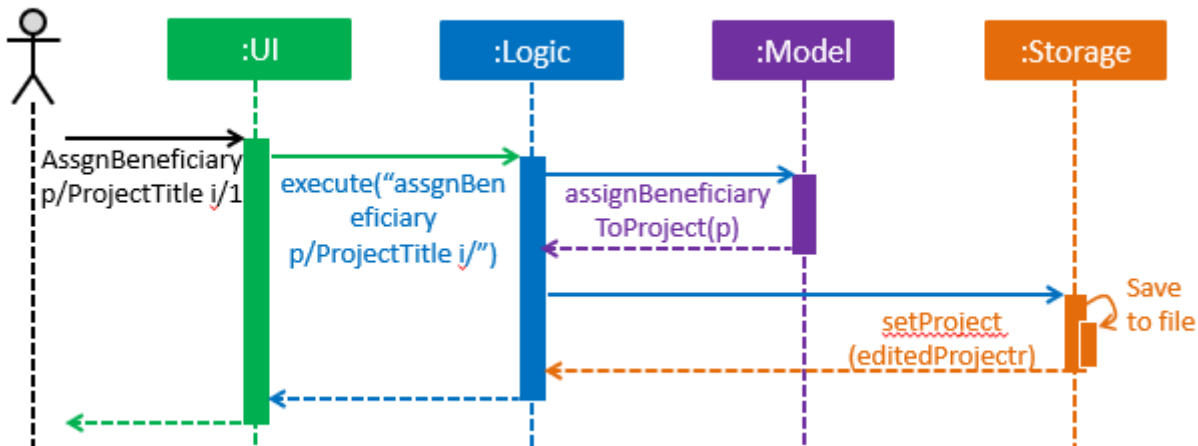 :UI
:Logic
:Model
:Storage
AssgnBeneficiary
p/ProjectTitle i/1
execute(“assgnBen
eficiary
p/ProjectTitle i/”)
assignBeneficiary
ToProject(p)
Save
to file
setProject
(editedProjectr)